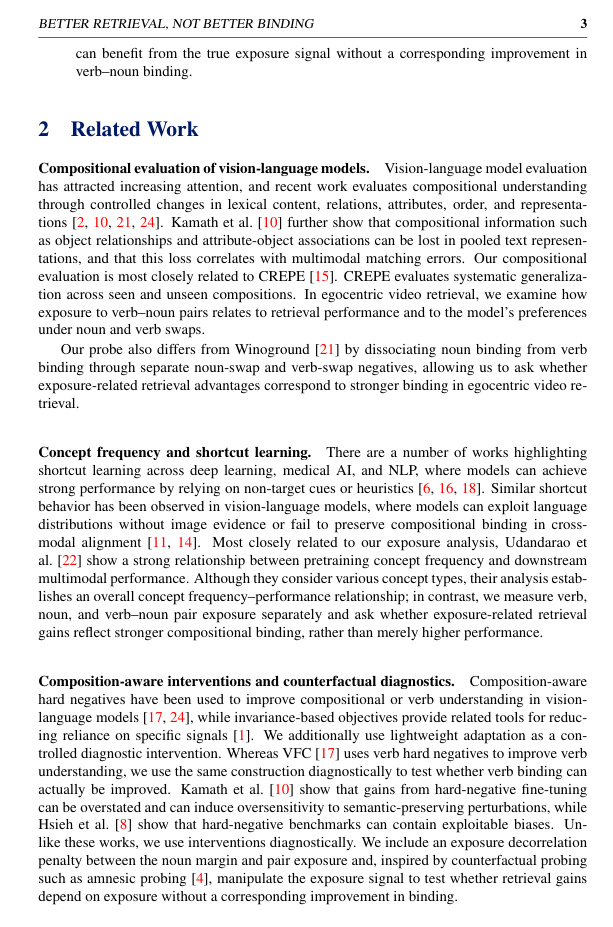 BETTER RETRIEVAL, NOT BETTER BINDING 3
can benefit from the true exposure signal without a corresponding improvement in
verb–noun binding.
2 Related Work
Compositional evaluation of vision-language models. Vision-language model evaluation
has attracted increasing attention, and recent work evaluates compositional understanding
through controlled changes in lexical content, relations, attributes, order, and representa-
tions [2, 10, 21, 24]. Kamath et al. [10] further show that compositional information such
as object relationships and attribute-object associations can be lost in pooled text represen-
tations, and that this loss correlates with multimodal matching errors. Our compositional
evaluation is most closely related to CREPE [15]. CREPE evaluates systematic generaliza-
tion across seen and unseen compositions. In egocentric video retrieval, we examine how
exposure to verb–noun pairs relates to retrieval performance and to the model's preferences
under noun and verb swaps.
Our probe also differs from Winoground [21] by dissociating noun binding from verb
binding through separate noun-swap and verb-swap negatives, allowing us to ask whether
exposure-related retrieval advantages correspond to stronger binding in egocentric video re-
trieval.
Concept frequency and shortcut learning. There are a number of works highlighting
shortcut learning across deep learning, medical AI, and NLP, where models can achieve
strong performance by relying on non-target cues or heuristics [6, 16, 18]. Similar shortcut
behavior has been observed in vision-language models, where models can exploit language
distributions without image evidence or fail to preserve compositional binding in cross-
modal alignment [11, 14]. Most closely related to our exposure analysis, Udandarao et
al. [22] show a strong relationship between pretraining concept frequency and downstream
multimodal performance. Although they consider various concept types, their analysis estab-
lishes an overall concept frequency–performance relationship; in contrast, we measure verb,
noun, and verb–noun pair exposure separately and ask whether exposure-related retrieval
gains reflect stronger compositional binding, rather than merely higher performance.
Composition-aware interventions and counterfactual diagnostics. Composition-aware
hard negatives have been used to improve compositional or verb understanding in vision-
language models [17, 24], while invariance-based objectives provide related tools for reduc-
ing reliance on specific signals [1]. We additionally use lightweight adaptation as a con-
trolled diagnostic intervention. Whereas VFC [17] uses verb hard negatives to improve verb
understanding, we use the same construction diagnostically to test whether verb binding can
actually be improved. Kamath et al. [10] show that gains from hard-negative fine-tuning
can be overstated and can induce oversensitivity to semantic-preserving perturbations, while
Hsieh et al. [8] show that hard-negative benchmarks can contain exploitable biases. Un-
like these works, we use interventions diagnostically. We include an exposure decorrelation
penalty between the noun margin and pair exposure and, inspired by counterfactual probing
such as amnesic probing [4], manipulate the exposure signal to test whether retrieval gains
depend on exposure without a corresponding improvement in binding.